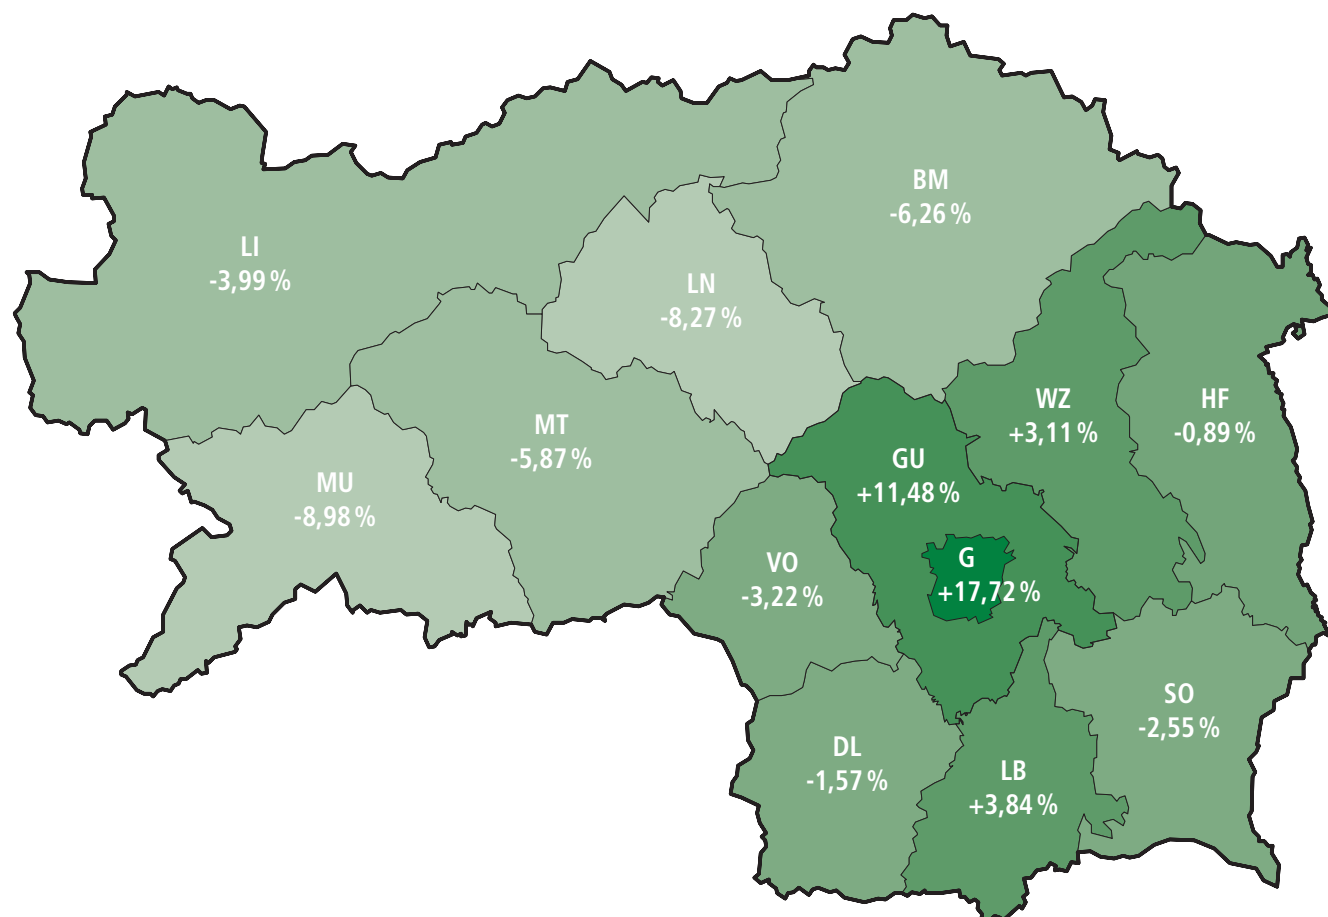 BM
-6,26 %
LI
-3,99 %
LN
-8,27 %
WZ
+3,11 %
HF
-0,89 %
MT
-5,87 %
GU
+11,48 %
MU
-8,98 %
VO
-3,22 %
G
+17,72 %
SO
-2,55 %
DL
-1,57 %
LB
+3,84 %